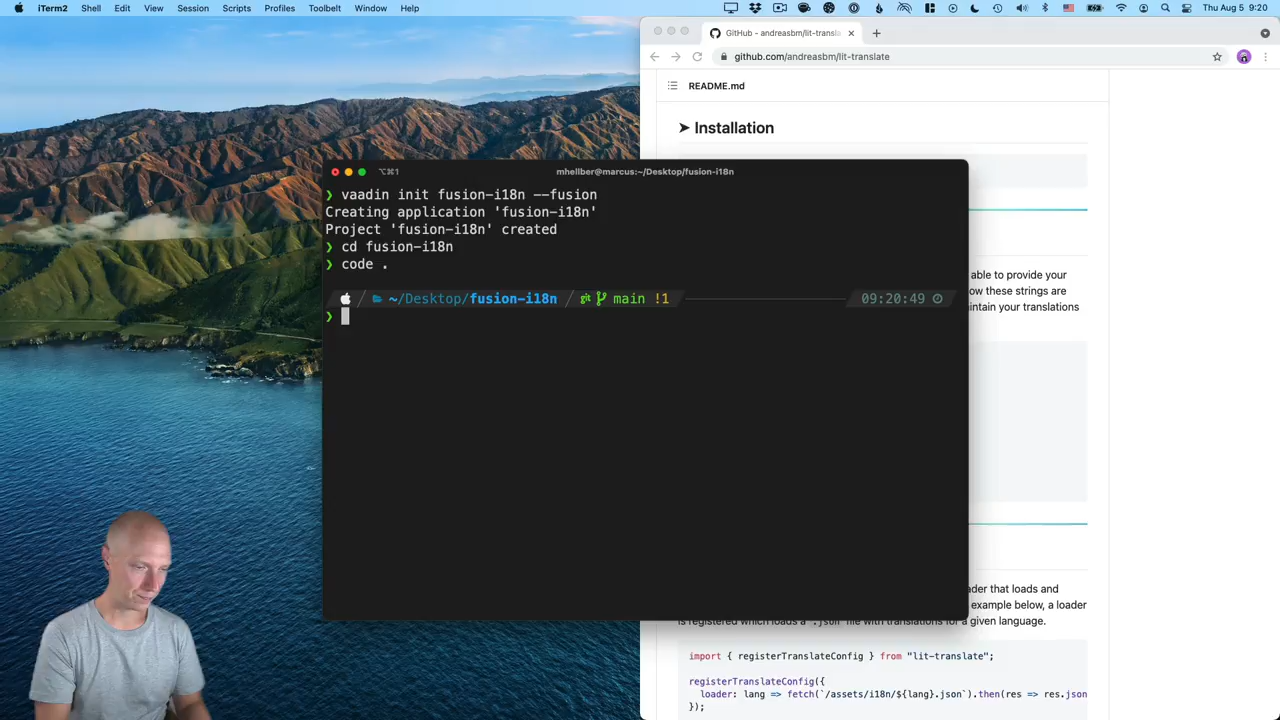 iTerm2 Shell Edit View Session Scripts Profiles Toolbelt Window Help Thu Aug 5 9:20
GitHub - andreasbm/lit-transla
github.com/andreasbm/lit-translate
README.md
➤ Installation
⌥⌘1 mhellber@marcus:~/Desktop/fusion-i18n
❯ vaadin init fusion-i18n --fusion
Creating application 'fusion-i18n'
Project 'fusion-i18n' created
❯ cd fusion-i18n
❯ code .
~/Desktop/fusion-i18n git main !1 09:20:49
❯
able to provide your
ow these strings are
intain your translations
ader that loads and
example below, a loader
is registered which loads a .json file with translations for a given language.
import { registerTranslateConfig } from "lit-translate";
registerTranslateConfig({
loader: lang => fetch(`/assets/i18n/${lang}.json`).then(res => res.json
});